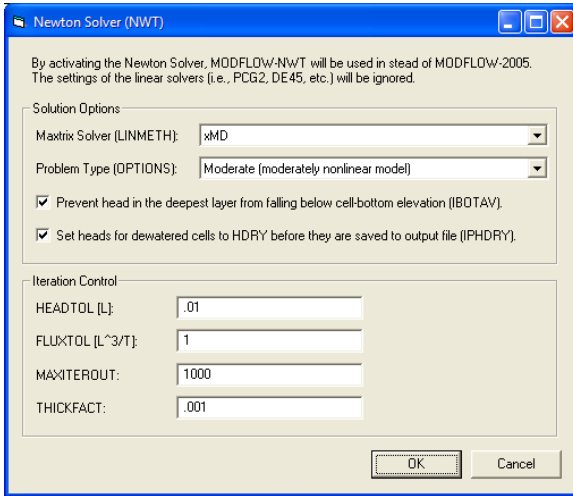 Newton Solver (NWT)
By activating the Newton Solver, MODFLOW-NWT will be used in stead of MODFLOW-2005.
The settings of the linear solvers (i.e., PCG2, DE45, etc.) will be ignored.
Solution Options
Maxtrix Solver (LINMETH): xMD
Problem Type (OPTIONS): Moderate (moderately nonlinear model)
Prevent head in the deepest layer from falling below cell-bottom elevation (IBOTAV).
Set heads for dewatered cells to HDRY before they are saved to output file (IPHDRY).
Iteration Control
HEADTOL [L]: .01
FLUXTOL [L^3/T]: 1
MAXITEROUT: 1000
THICKFACT: .001
OK Cancel